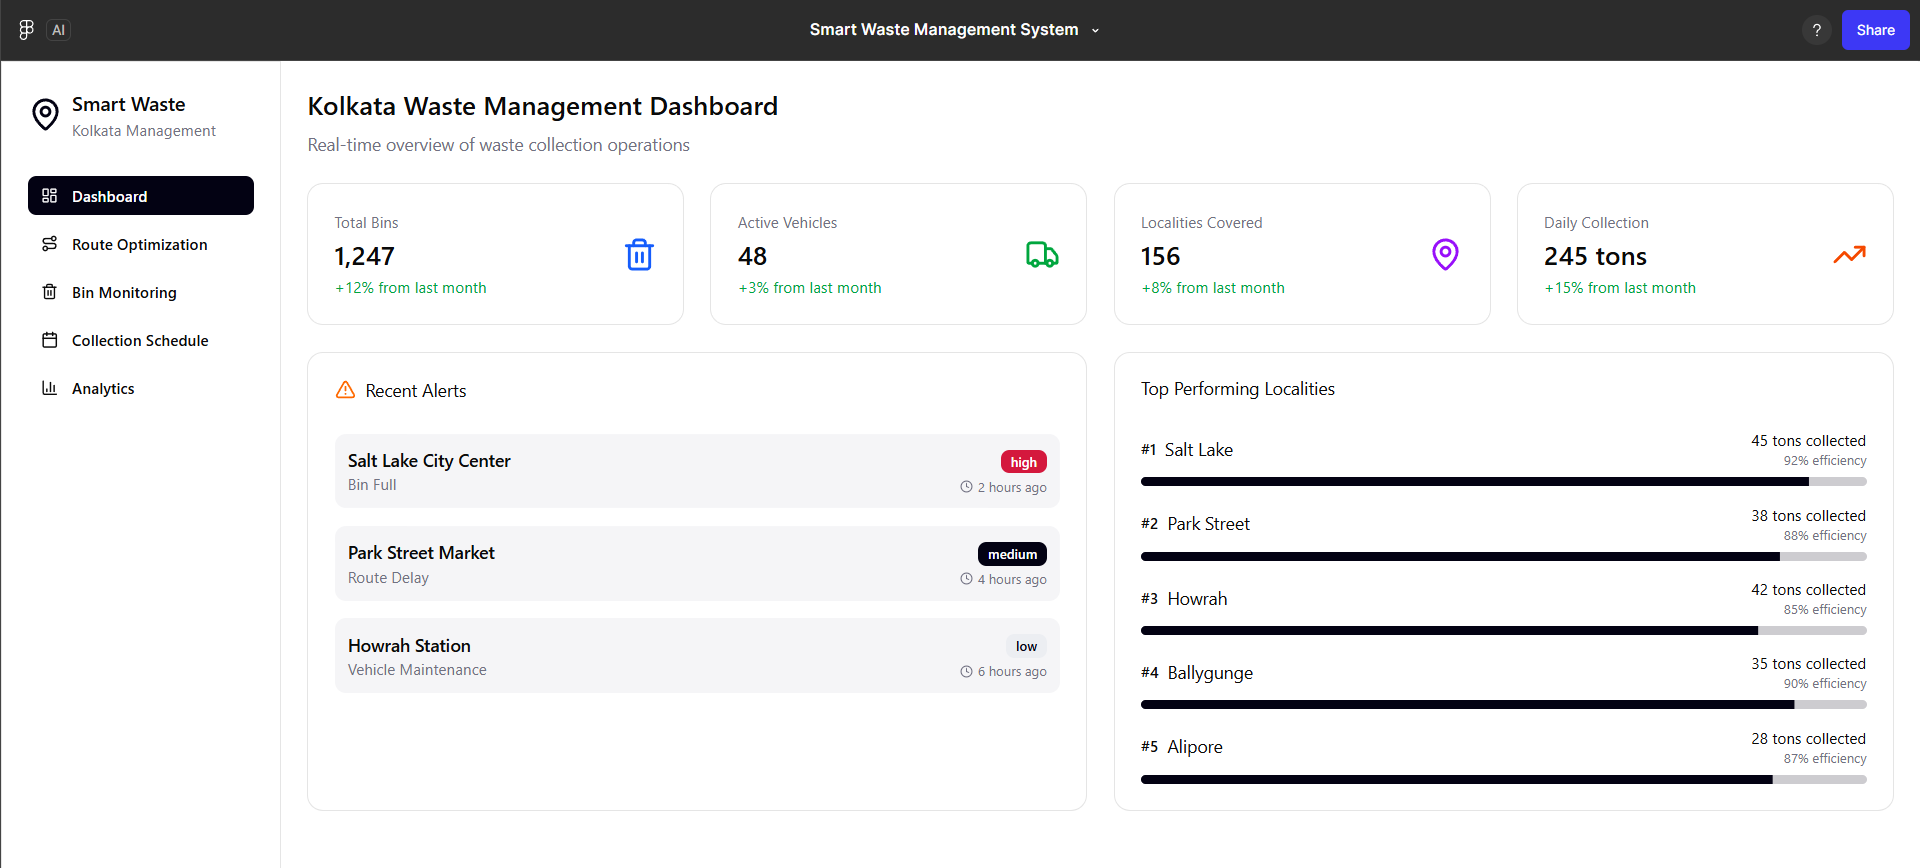 AI
Smart Waste Management System
?
Share
Smart Waste
Kolkata Management
Dashboard
Route Optimization
Bin Monitoring
Collection Schedule
Analytics
Kolkata Waste Management Dashboard
Real-time overview of waste collection operations
Total Bins
1,247
+12% from last month
Active Vehicles
48
+3% from last month
Localities Covered
156
+8% from last month
Daily Collection
245 tons
+15% from last month
Recent Alerts
Salt Lake City Center
high
Bin Full
2 hours ago
Park Street Market
medium
Route Delay
4 hours ago
Howrah Station
low
Vehicle Maintenance
6 hours ago
Top Performing Localities
#1 Salt Lake
45 tons collected
92% efficiency
#2 Park Street
38 tons collected
88% efficiency
#3 Howrah
42 tons collected
85% efficiency
#4 Ballygunge
35 tons collected
90% efficiency
#5 Alipore
28 tons collected
87% efficiency